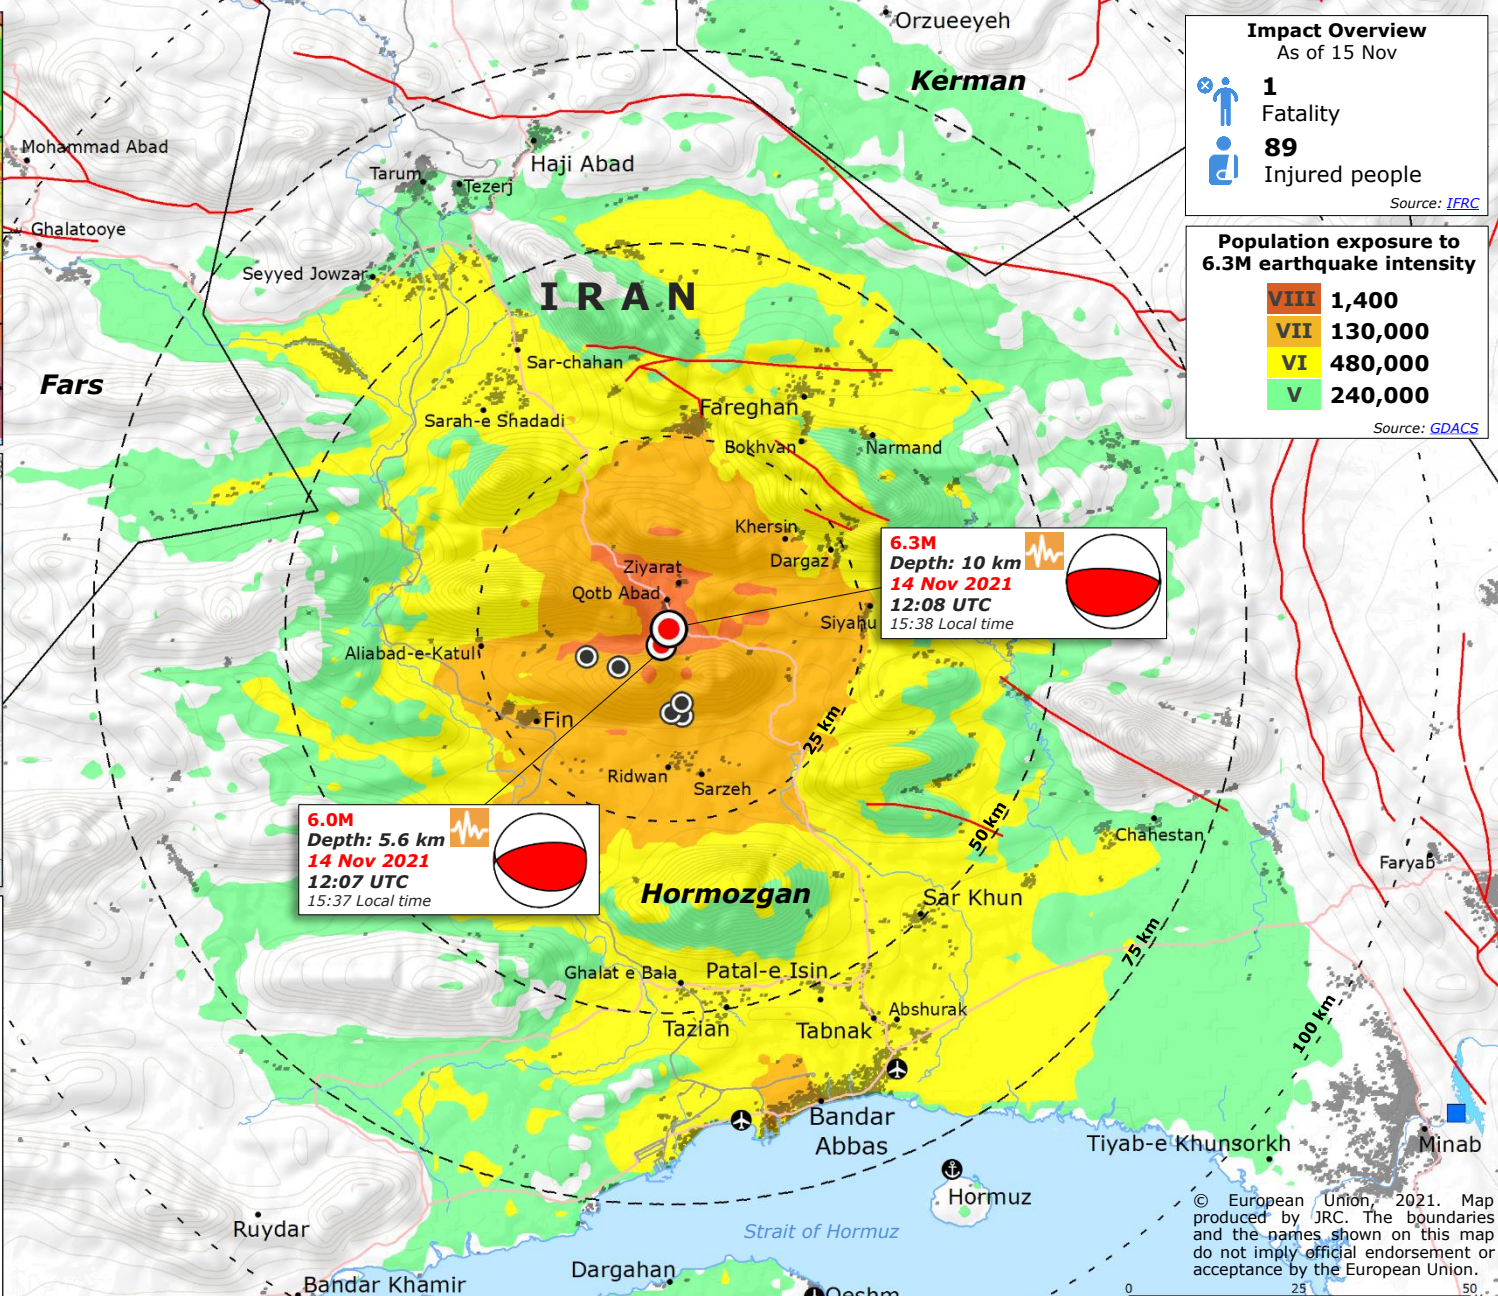 Orzueeyeh
Kerman
Impact Overview
As of 15 Nov
1
Fatality
89
Injured people
Source: IFRC
Mohammad Abad
Haji Abad
Tarum
Tezerj
Ghalatooye
Seyyed Jowzar
IRAN
Population exposure to
6.3M earthquake intensity
VIII 1,400
VII 130,000
VI 480,000
V 240,000
Source: GDACS
Fars
Sar-chahan
Sarah-e Shadadi
Fareghan
Bokhvan
Narmand
Khersin
Dargaz
6.3M
Depth: 10 km
14 Nov 2021
12:08 UTC
15:38 Local time
Ziyarat
Qotb Abad
Siyahu
Aliabad-e-Katul
Fin
25 km
Ridwan
Sarzeh
6.0M
Depth: 5.6 km
14 Nov 2021
12:07 UTC
15:37 Local time
50 km
Chahestan
Faryab
Hormozgan
Sar Khun
75 km
Ghalat e Bala
Patal-e Isin
Tazian
Tabnak
Abshurak
100 km
Bandar
Abbas
Tiyab-e Khunsorkh
Minab
Hormuz
Ruydar
Strait of Hormuz
Dargahan
Bandar Khamir
Qeshm
© European Union, 2021. Map
produced by JRC. The boundaries
and the names shown on this map
do not imply official endorsement or
acceptance by the European Union.
0 25 50